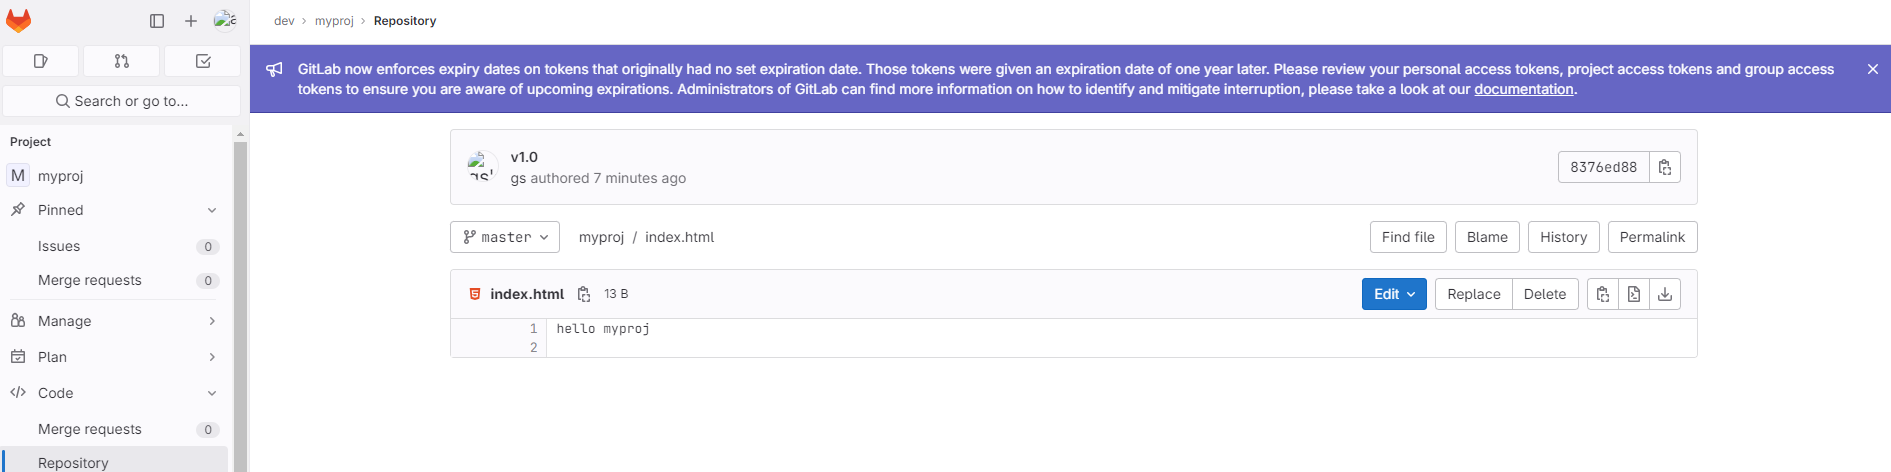 dev › myproj › Repository
GitLab now enforces expiry dates on tokens that originally had no set expiration date. Those tokens were given an expiration date of one year later. Please review your personal access tokens, project access tokens and group access
tokens to ensure you are aware of upcoming expirations. Administrators of GitLab can find more information on how to identify and mitigate interruption, please take a look at our documentation.
Search or go to...
Project
M myproj
Pinned
Issues 0
Merge requests 0
Manage
Plan
Code
Merge requests 0
Repository
v1.0
gs authored 7 minutes ago
8376ed88
master
myproj / index.html
Find file Blame History Permalink
index.html 13 B
Edit Replace Delete
1 hello myproj
2